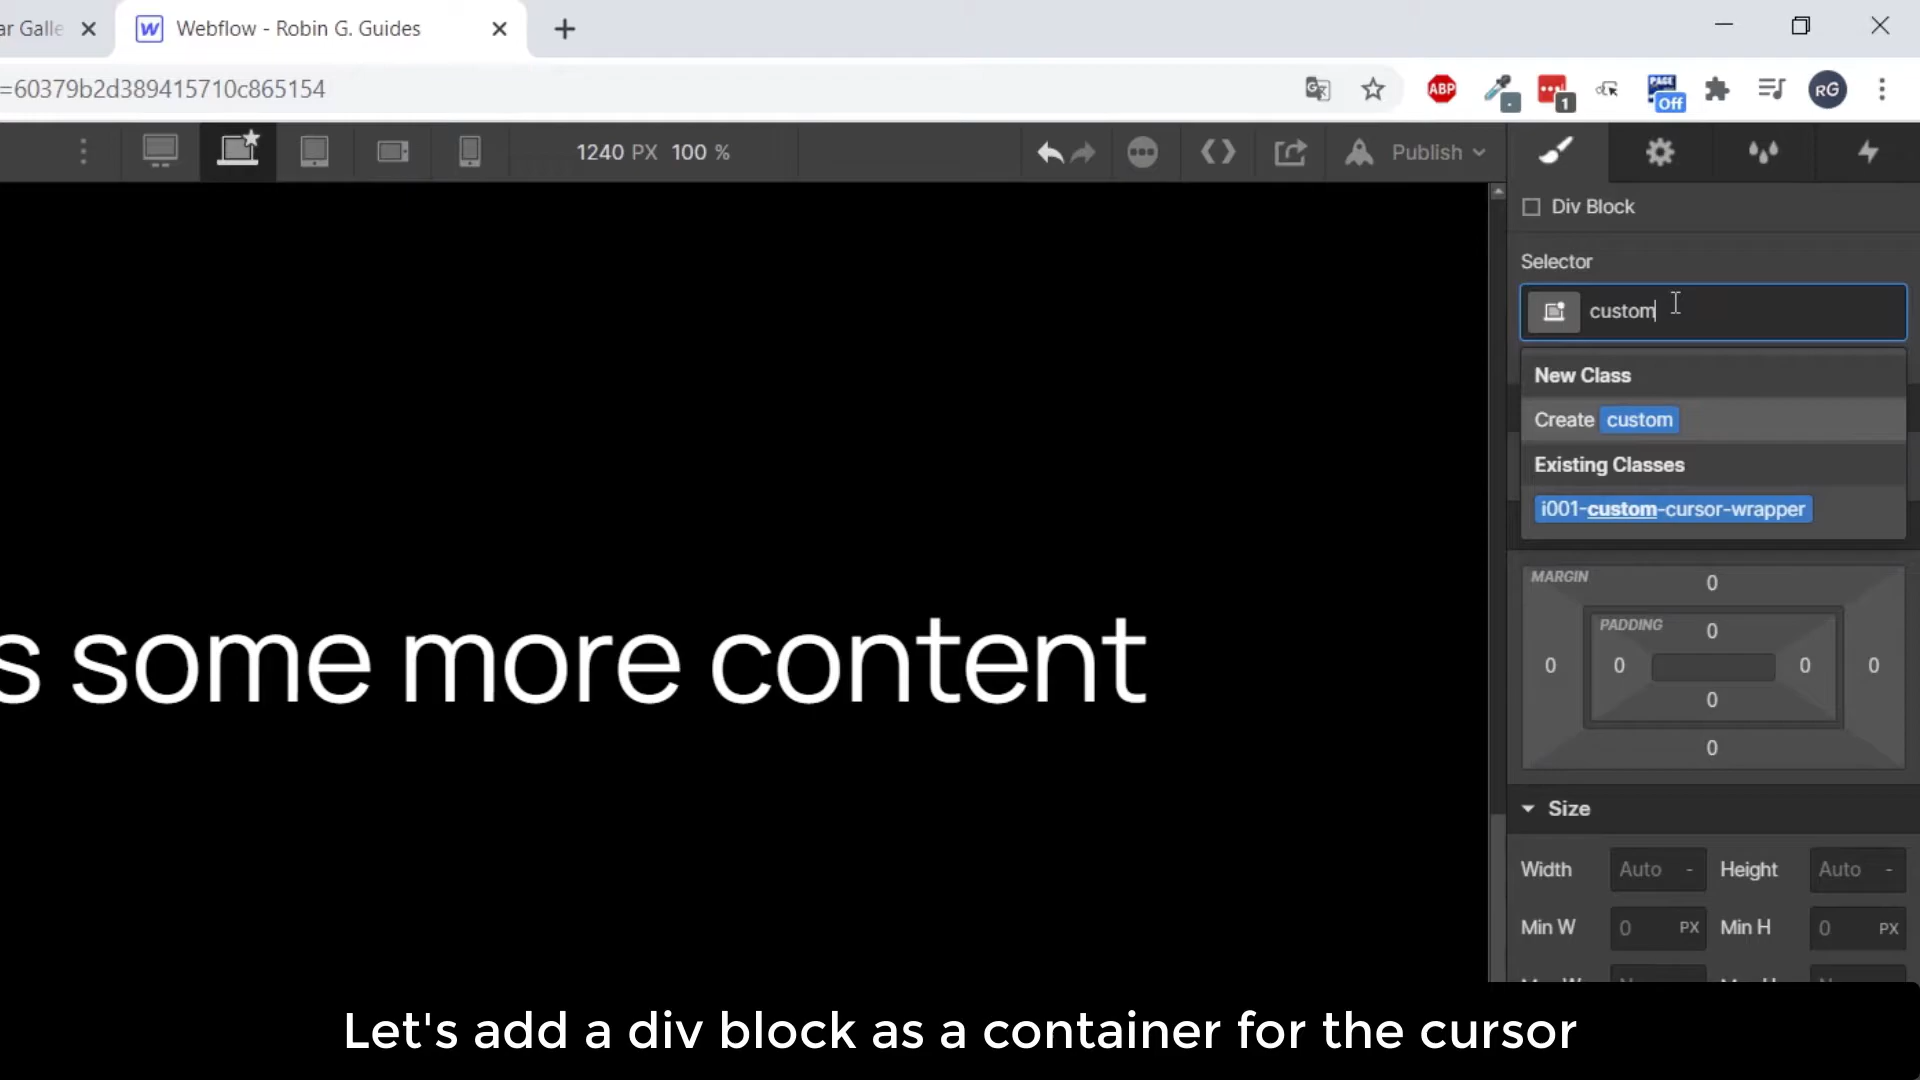 ar Galle
W Webflow - Robin G. Guides
=60379b2d389415710c865154
ABP
1
PAGE
Off
RG
1240 PX 100 %
Publish
Div Block
Selector
custom
New Class
Create custom
Existing Classes
i001-custom-cursor-wrapper
MARGIN
0
PADDING
0
0 0 0 0
0
0
s some more content
Size
Width Auto - Height Auto -
Min W 0 PX Min H 0 PX
Let's add a div block as a container for the cursor